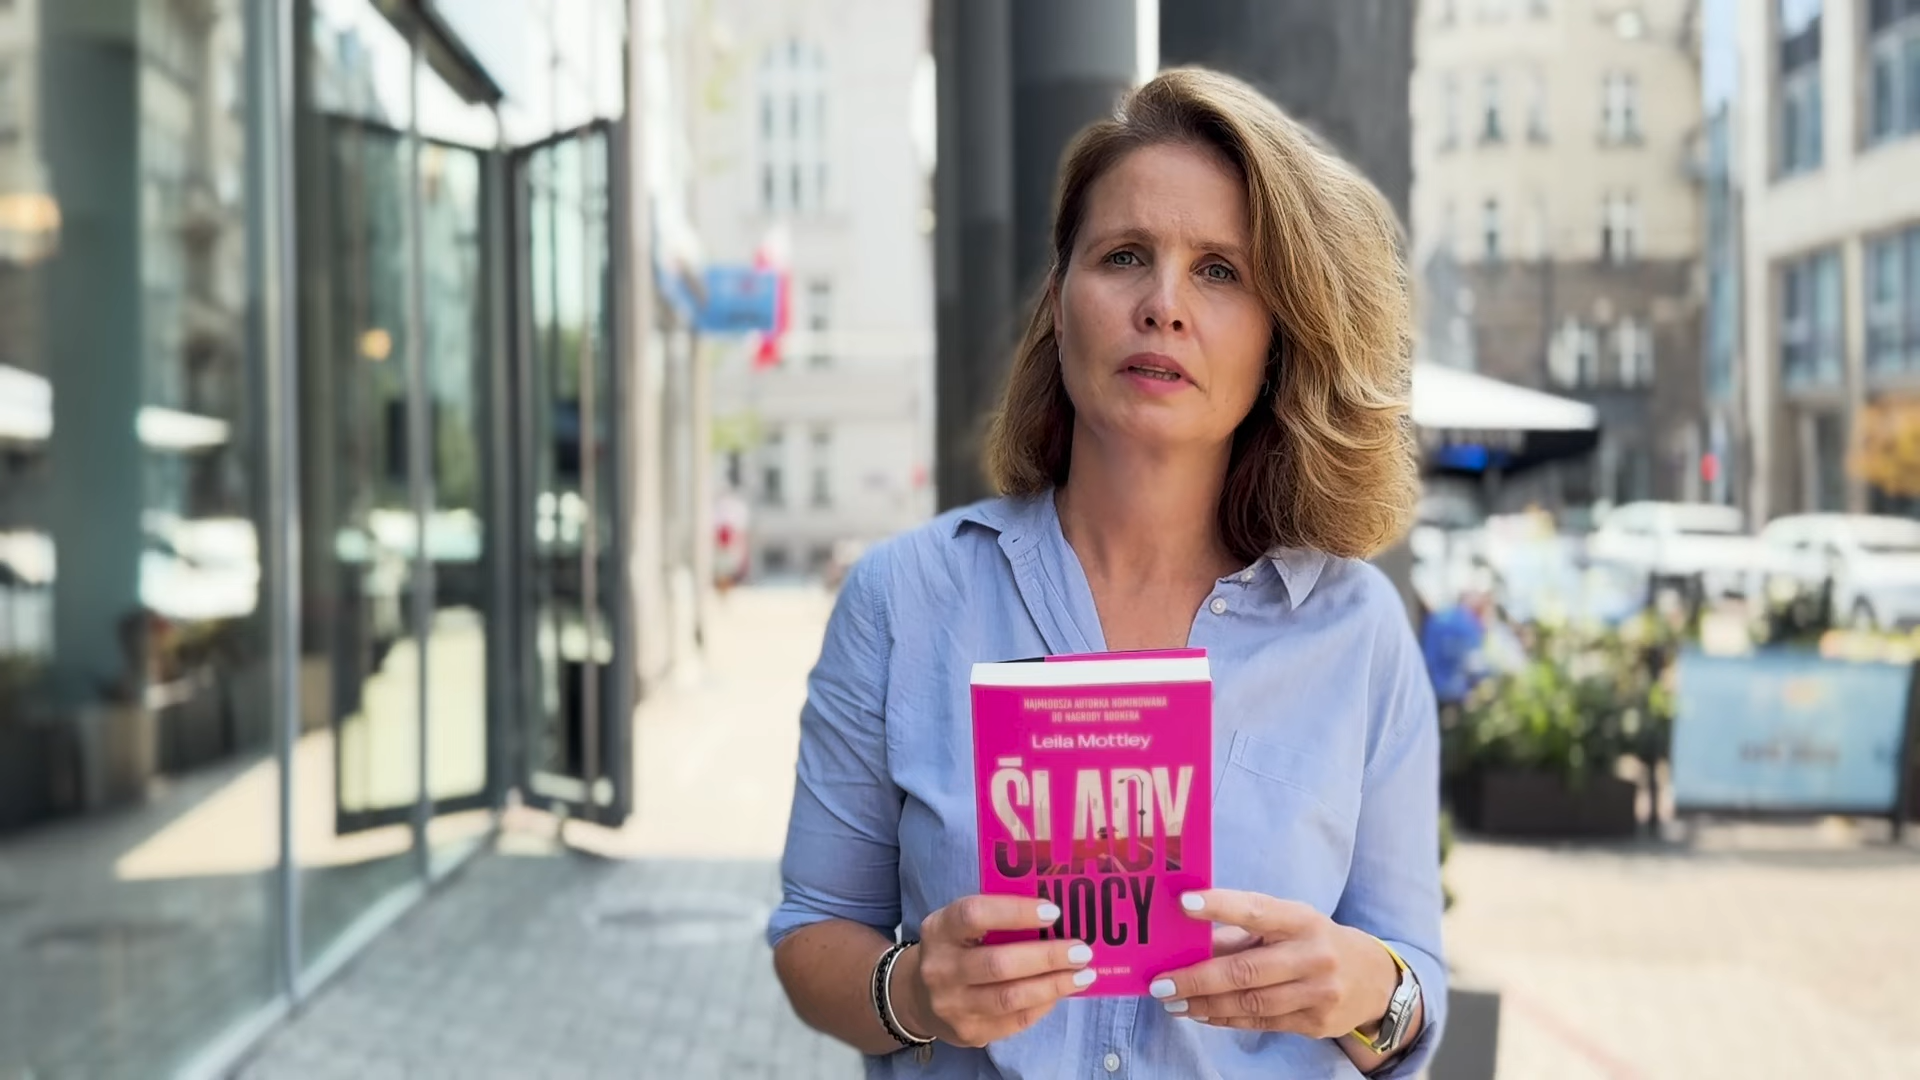 NAJMŁODSZA AUTORKA NOMINOWANA
DO NAGRODY BOOKERA
Leila Mottley
ŚLADY
NOCY